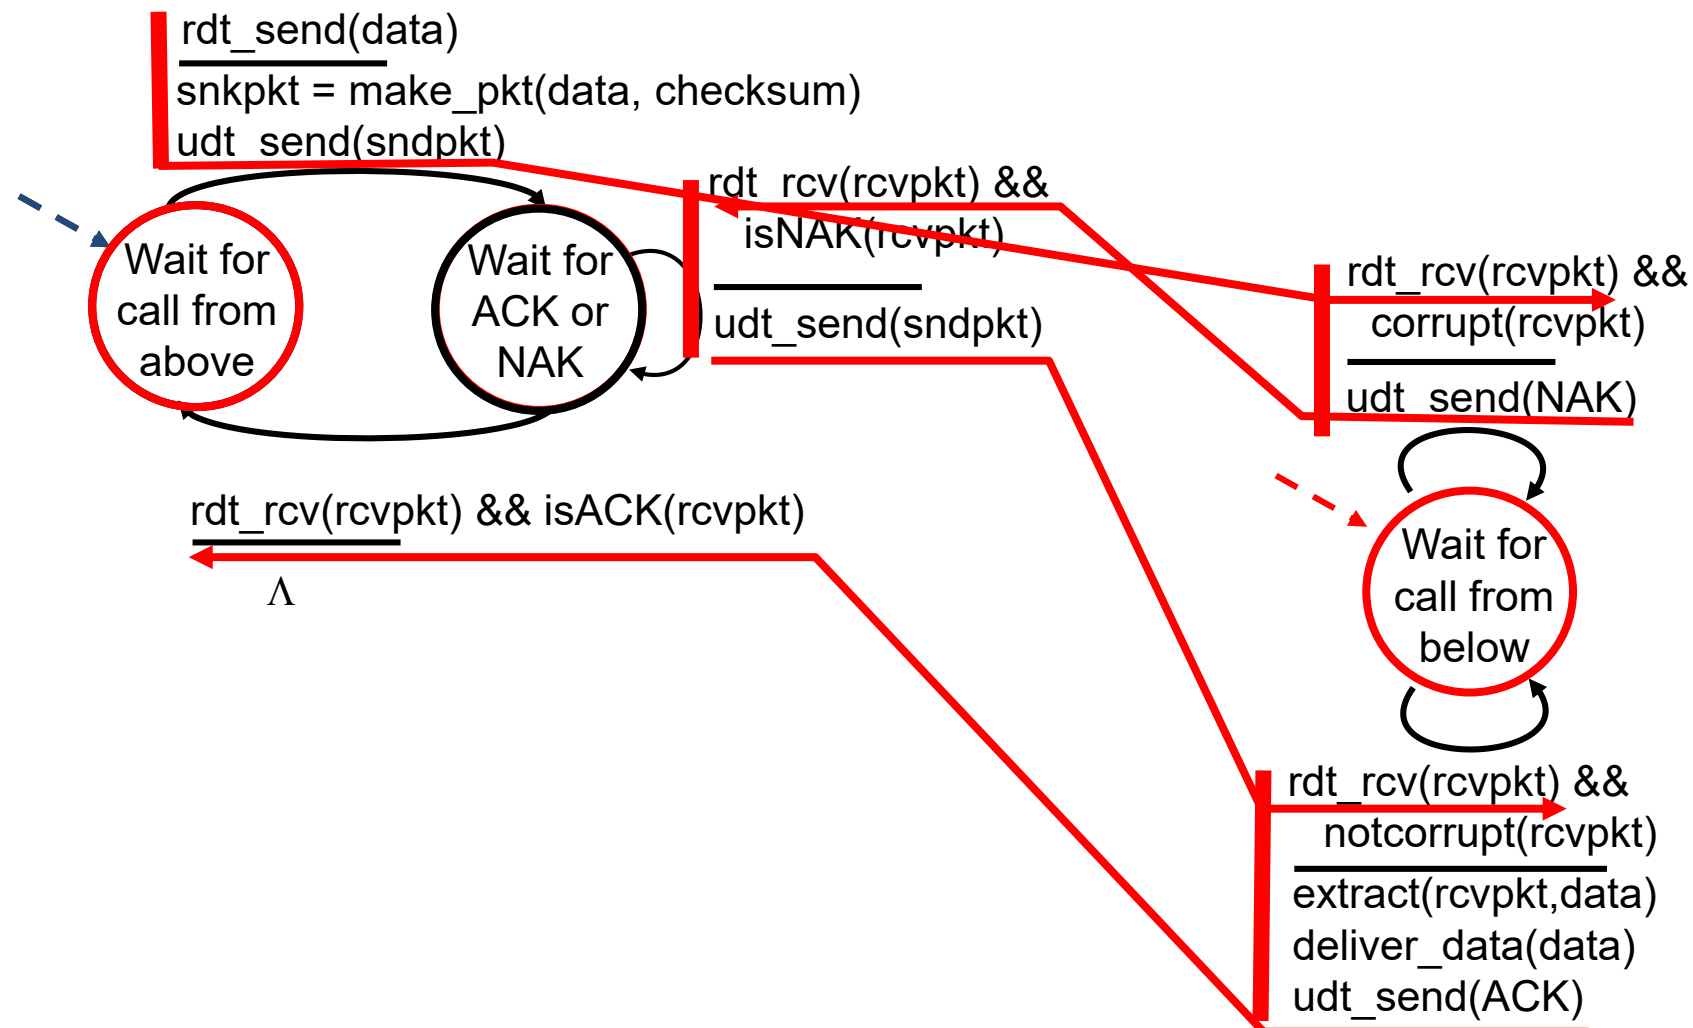 rdt_send(data)
snkpkt = make_pkt(data, checksum)
udt_send(sndpkt)
rdt_rcv(rcvpkt) &&
isNAK(rcvpkt)
udt_send(sndpkt)
Wait for
call from
above
Wait for
ACK or
NAK
rdt_rcv(rcvpkt) && isACK(rcvpkt)
Λ
rdt_rcv(rcvpkt) &&
corrupt(rcvpkt)
udt_send(NAK)
Wait for
call from
below
rdt_rcv(rcvpkt) &&
notcorrupt(rcvpkt)
extract(rcvpkt,data)
deliver_data(data)
udt_send(ACK)